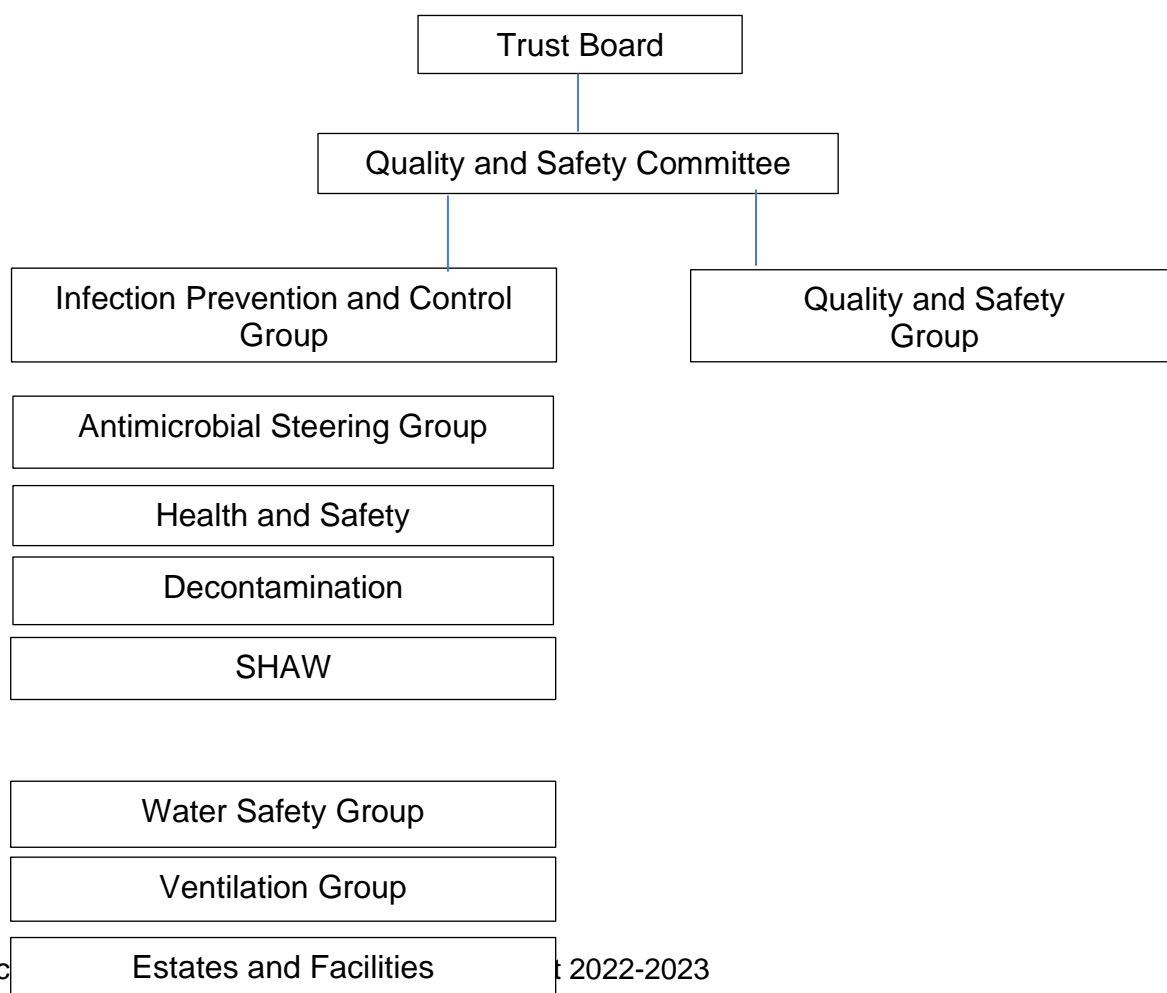 Trust Board
Quality and Safety Committee
Infection Prevention and Control
Group
Quality and Safety
Group
Antimicrobial Steering Group
Health and Safety
Decontamination
SHAW
Water Safety Group
Ventilation Group
Estates and Facilities
2022-2023